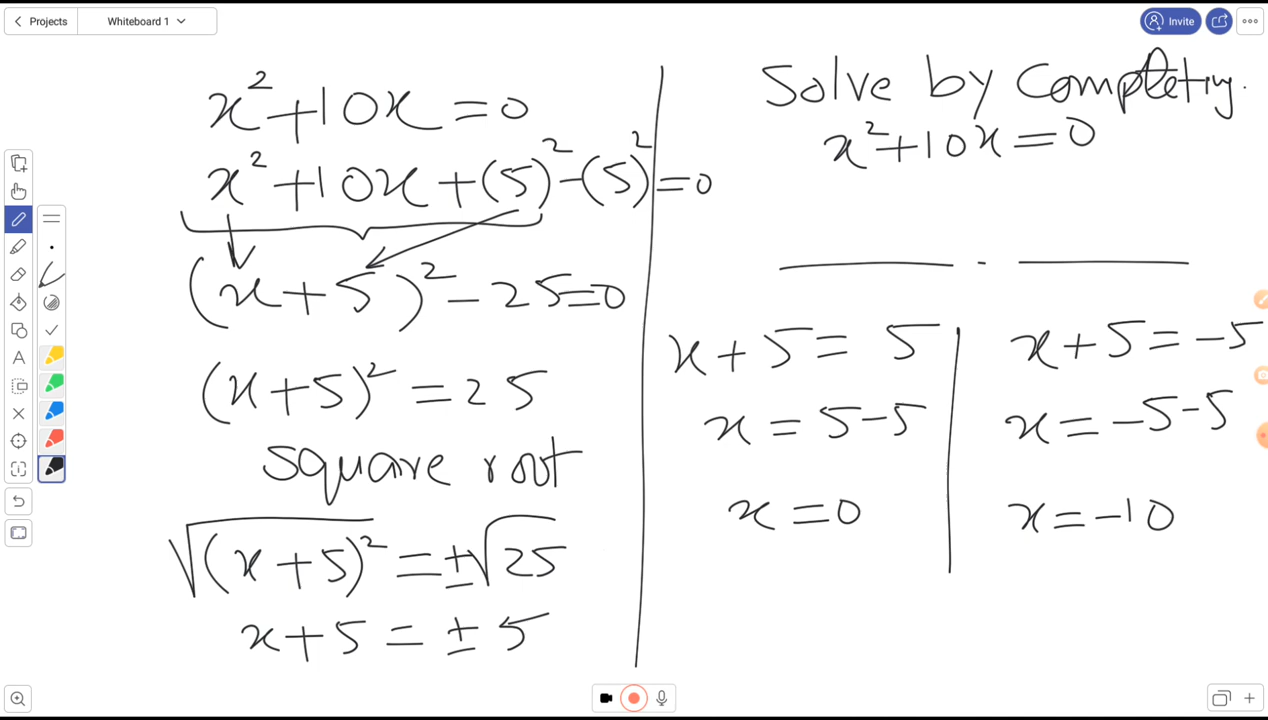 Projects
Whiteboard 1
Invite
x² + 10x = 0
x² + 10x + (5)² - (5)² = 0
(x + 5)² - 25 = 0
(x + 5)² = 25
square root
√(x + 5)² = ±√25
x + 5 = ± 5
Solve by Completing.
x² + 10x = 0
x + 5 = 5
x = 5 - 5
x = 0
x + 5 = -5
x = -5 - 5
x = -10